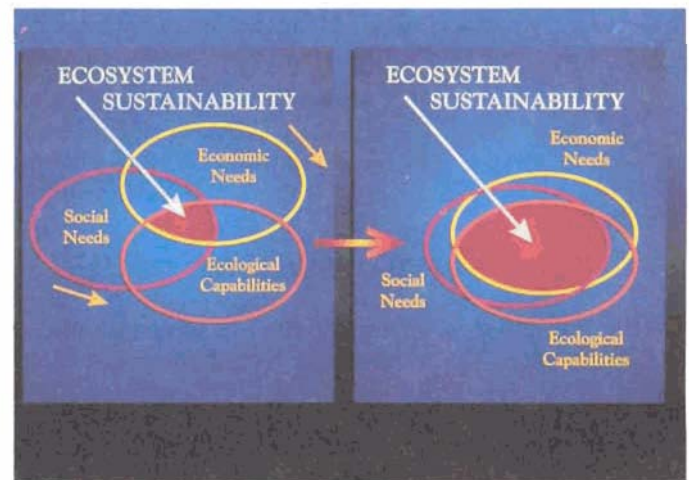 ECOSYSTEM
SUSTAINABILITY
Economic
Needs
Social
Needs
Ecological
Capabilities
ECOSYSTEM
SUSTAINABILITY
Economic
Needs
Social
Needs
Ecological
Capabilities